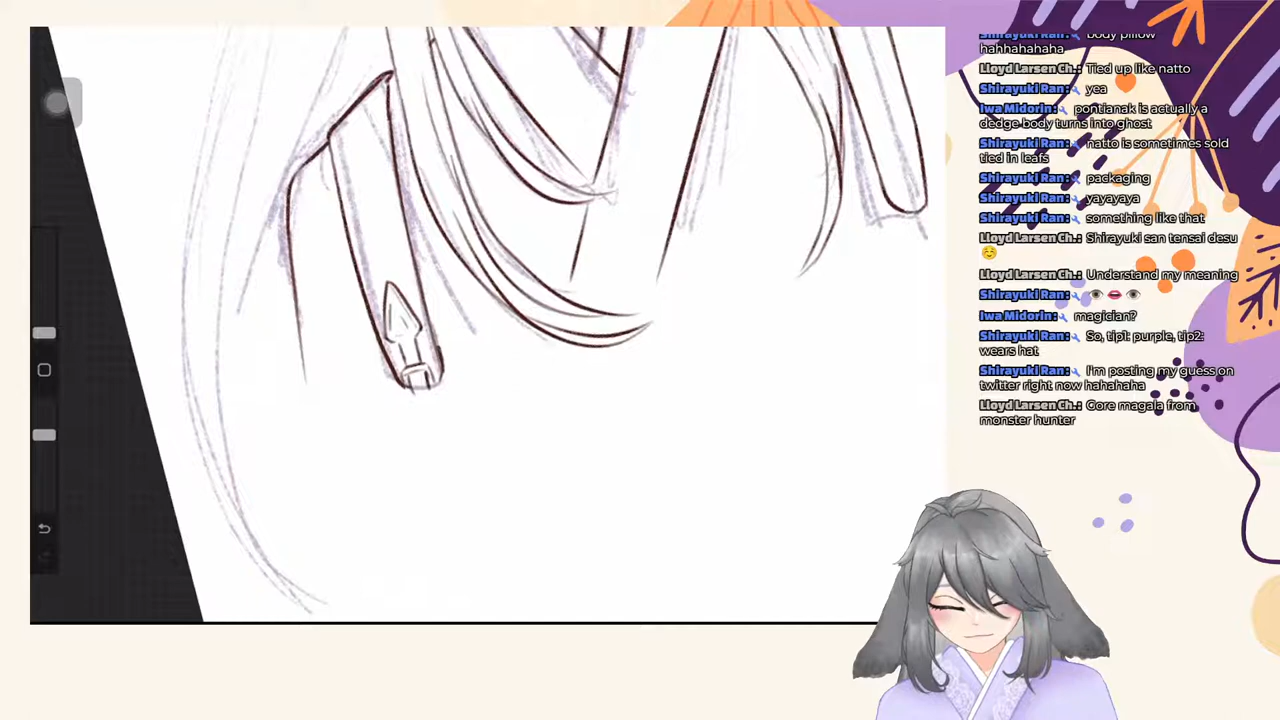 Shirayuki Ran: body pillow
hahhahahaha
Lloyd Larsen Ch.: Tied up like natto
Shirayuki Ran: yea
Iwa Midorin: pontianak is actually a
dedge body turns into ghost
Shirayuki Ran: natto is sometimes sold
tied in leafs
Shirayuki Ran: packaging
Shirayuki Ran: yayayaya
Shirayuki Ran: something like that
Lloyd Larsen Ch.: Shirayuki san tensai desu
☺️
Lloyd Larsen Ch.: Understand my meaning
Shirayuki Ran: 👁️👄👁️
Iwa Midorin: magician?
Shirayuki Ran: So, tip1: purple, tip2:
wears hat
Shirayuki Ran: I'm posting my guess on
twitter right now hahahaha
Lloyd Larsen Ch.: Gore magala from
monster hunter